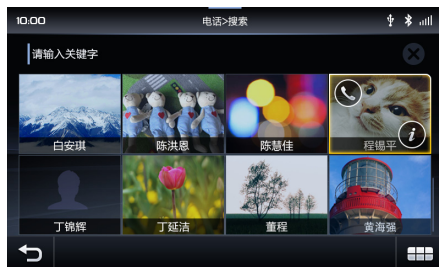 10:00
电话>搜索
请输入关键字
白安琪
陈洪恩
陈慧佳
程锡平
丁锦辉
丁延洁
董程
黄海强